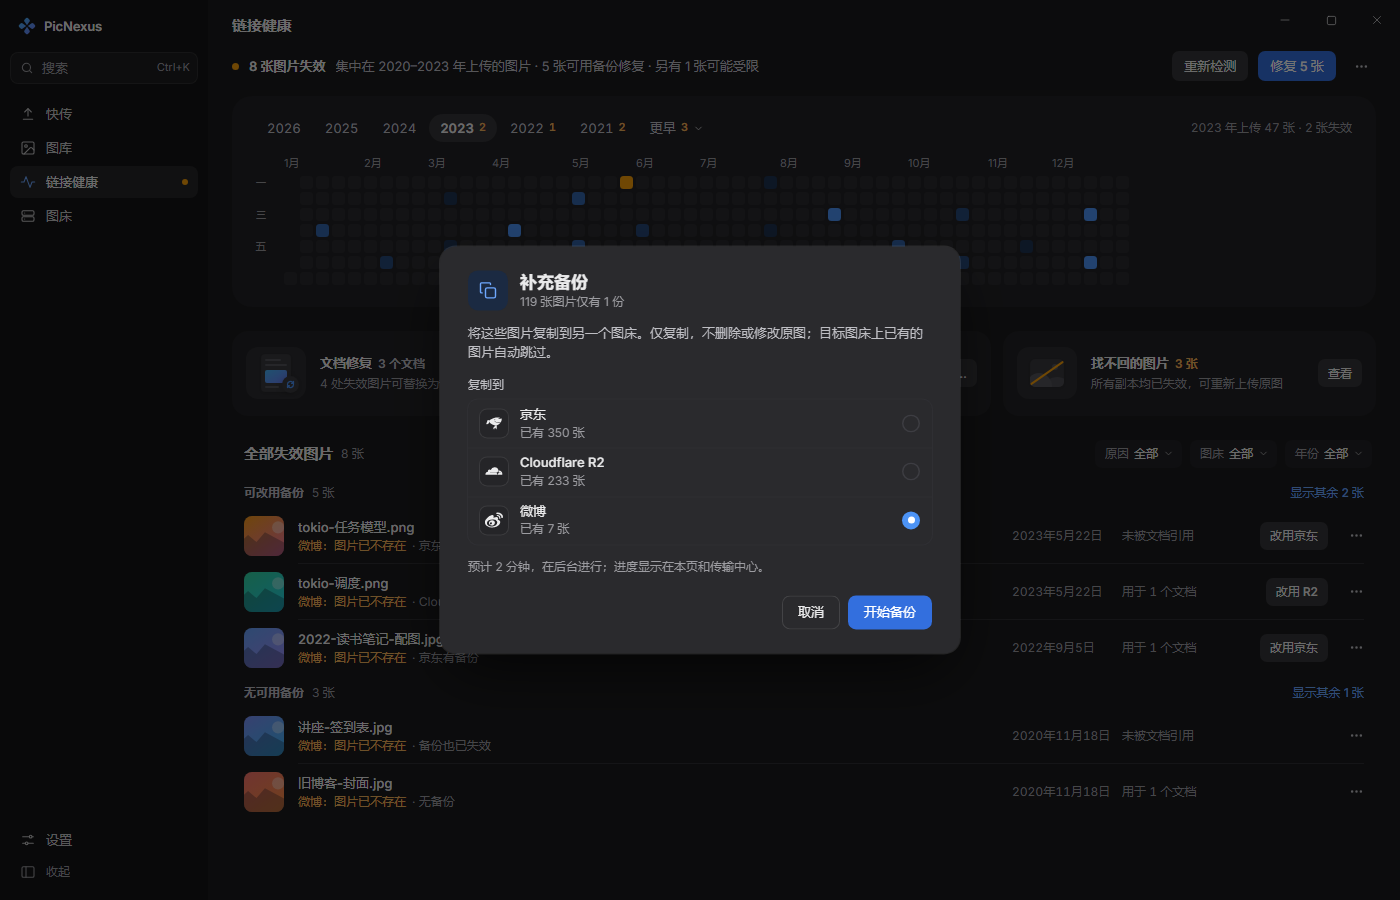 PicNexus
链接健康
搜索 Ctrl+K
8 张图片失效 集中在 2020–2023 年上传的图片 · 5 张可用备份修复 · 另有 1 张可能受限
重新检测
修复 5 张
快传
图库
链接健康
图床
2026 2025 2024 2023 2 2022 1 2021 2 更早 3
2023 年上传 47 张 · 2 张失效
1月 2月 3月 4月 5月 6月 7月 8月 9月 10月 11月 12月
一
三
五
补充备份
119 张图片仅有 1 份
将这些图片复制到另一个图床。仅复制，不删除或修改原图；目标图床上已有的
图片自动跳过。
复制到
京东
已有 350 张
Cloudflare R2
已有 233 张
微博
已有 7 张
预计 2 分钟，在后台进行；进度显示在本页和传输中心。
取消
开始备份
文档修复 3 个文档
4 处失效图片可替换为
找不回的图片 3 张
所有副本均已失效，可重新上传原图
查看
全部失效图片 8 张
原因 全部
图床 全部
年份 全部
可改用备份 5 张
显示其余 2 张
tokio-任务模型.png
微博：图片已不存在 · 京东
2023年5月22日 未被文档引用
改用京东
tokio-调度.png
微博：图片已不存在 · Clou
2023年5月22日 用于 1 个文档
改用 R2
2022-读书笔记-配图.jpg
微博：图片已不存在 · 京东有备份
2022年9月5日 用于 1 个文档
改用京东
无可用备份 3 张
显示其余 1 张
讲座-签到表.jpg
微博：图片已不存在 · 备份也已失效
2020年11月18日 未被文档引用
旧博客-封面.jpg
微博：图片已不存在 · 无备份
2020年11月18日 用于 1 个文档
设置
收起